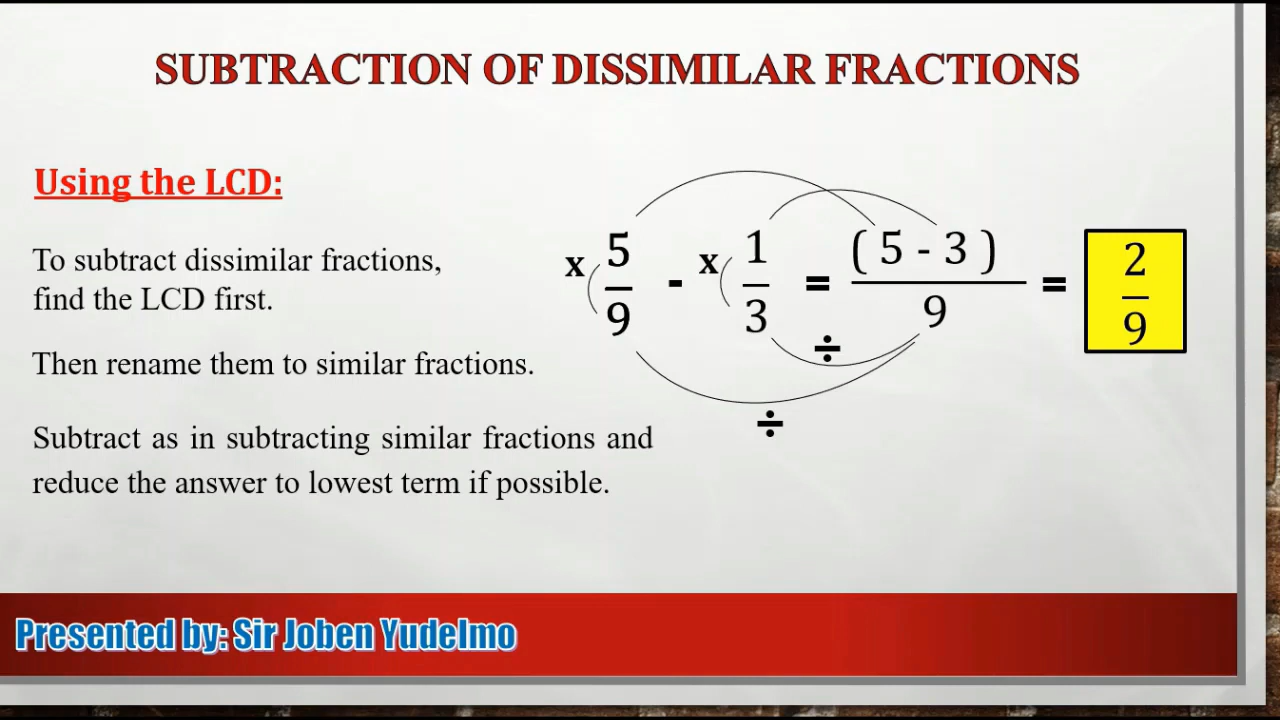 SUBTRACTION OF DISSIMILAR FRACTIONS
Using the LCD:
To subtract dissimilar fractions,
find the LCD first.
Then rename them to similar fractions.
Subtract as in subtracting similar fractions and
reduce the answer to lowest term if possible.
x 5/9 - x 1/3 = ( 5 - 3 )/9 = 2/9
÷
÷
Presented by: Sir Joben Yudelmo